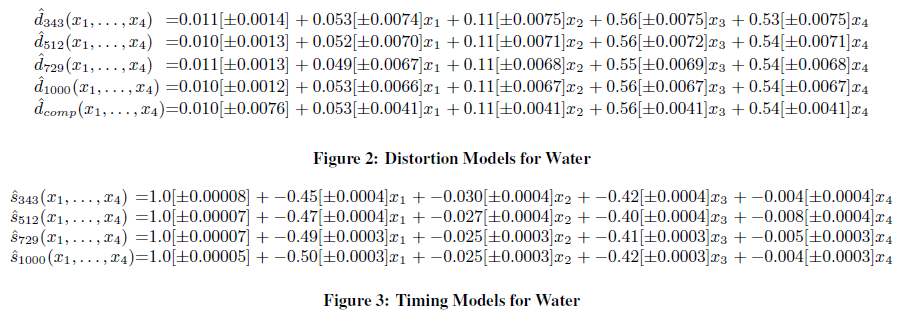 d̂₃₄₃(x₁, . . . , x₄) =0.011[±0.0014] + 0.053[±0.0074]x₁ + 0.11[±0.0075]x₂ + 0.56[±0.0075]x₃ + 0.53[±0.0075]x₄
d̂₅₁₂(x₁, . . . , x₄) =0.010[±0.0013] + 0.052[±0.0070]x₁ + 0.11[±0.0071]x₂ + 0.56[±0.0072]x₃ + 0.54[±0.0071]x₄
d̂₇₂₉(x₁, . . . , x₄) =0.011[±0.0013] + 0.049[±0.0067]x₁ + 0.11[±0.0068]x₂ + 0.55[±0.0069]x₃ + 0.54[±0.0068]x₄
d̂₁₀₀₀(x₁, . . . , x₄) =0.010[±0.0012] + 0.053[±0.0066]x₁ + 0.11[±0.0067]x₂ + 0.56[±0.0067]x₃ + 0.54[±0.0067]x₄
d̂comp(x₁, . . . , x₄)=0.010[±0.0076] + 0.053[±0.0041]x₁ + 0.11[±0.0041]x₂ + 0.56[±0.0041]x₃ + 0.54[±0.0041]x₄
Figure 2: Distortion Models for Water
ŝ₃₄₃(x₁, . . . , x₄) =1.0[±0.00008] + −0.45[±0.0004]x₁ + −0.030[±0.0004]x₂ + −0.42[±0.0004]x₃ + −0.004[±0.0004]x₄
ŝ₅₁₂(x₁, . . . , x₄) =1.0[±0.00007] + −0.47[±0.0004]x₁ + −0.027[±0.0004]x₂ + −0.40[±0.0004]x₃ + −0.008[±0.0004]x₄
ŝ₇₂₉(x₁, . . . , x₄) =1.0[±0.00007] + −0.49[±0.0003]x₁ + −0.025[±0.0003]x₂ + −0.41[±0.0003]x₃ + −0.005[±0.0003]x₄
ŝ₁₀₀₀(x₁, . . . , x₄)=1.0[±0.00005] + −0.50[±0.0003]x₁ + −0.025[±0.0003]x₂ + −0.42[±0.0003]x₃ + −0.004[±0.0003]x₄
Figure 3: Timing Models for Water